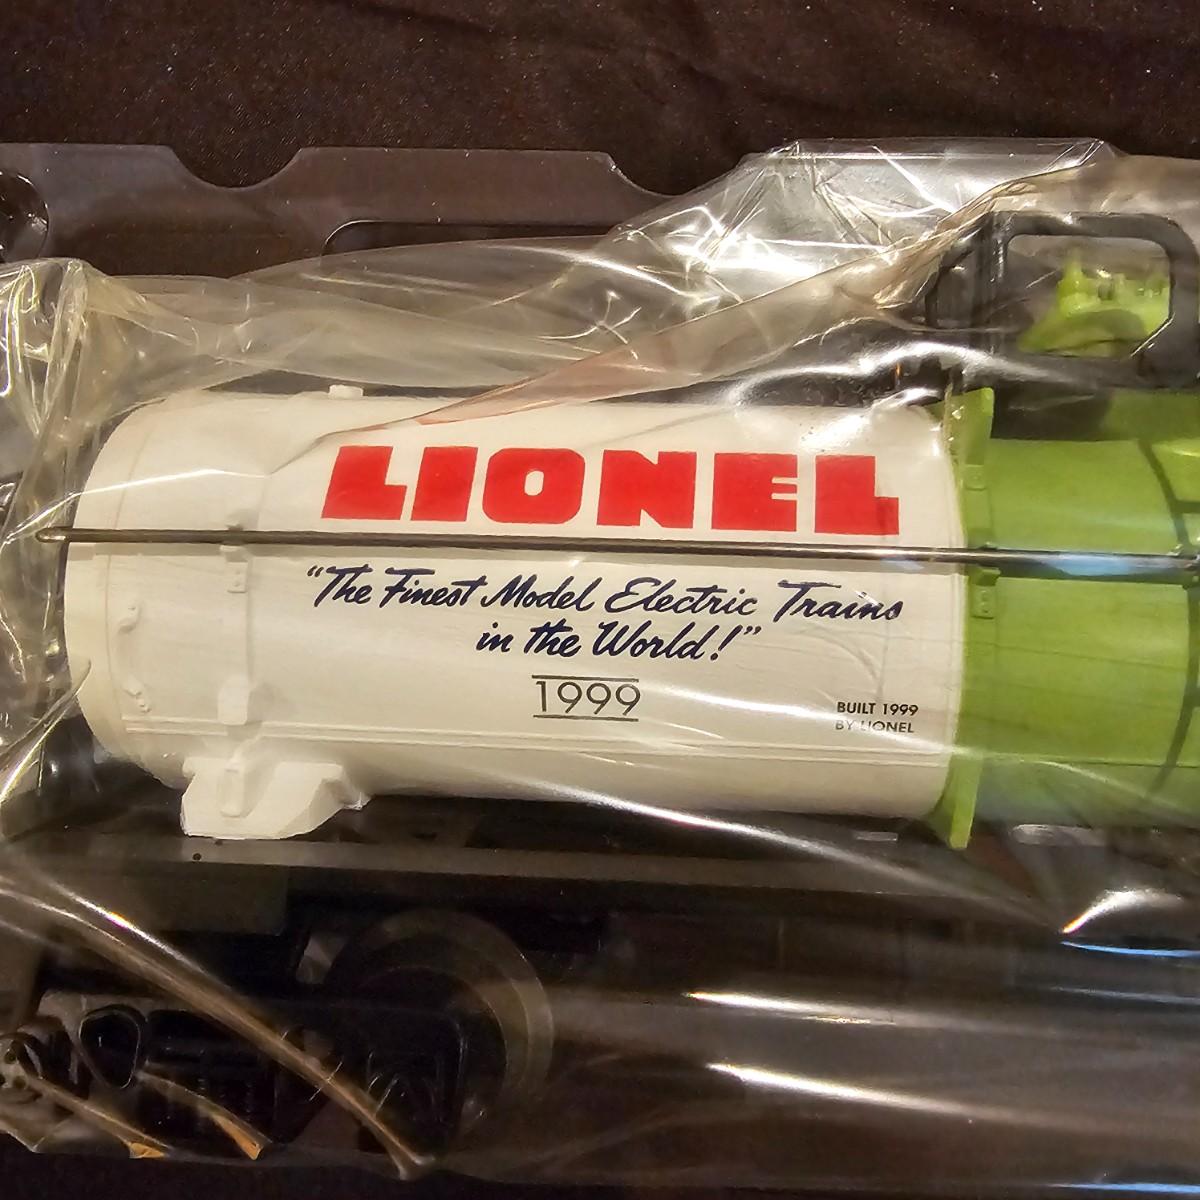 LIONEL
“The Finest Model Electric Trains
in the World!”
1999
BUILT 1999
BY LIONEL